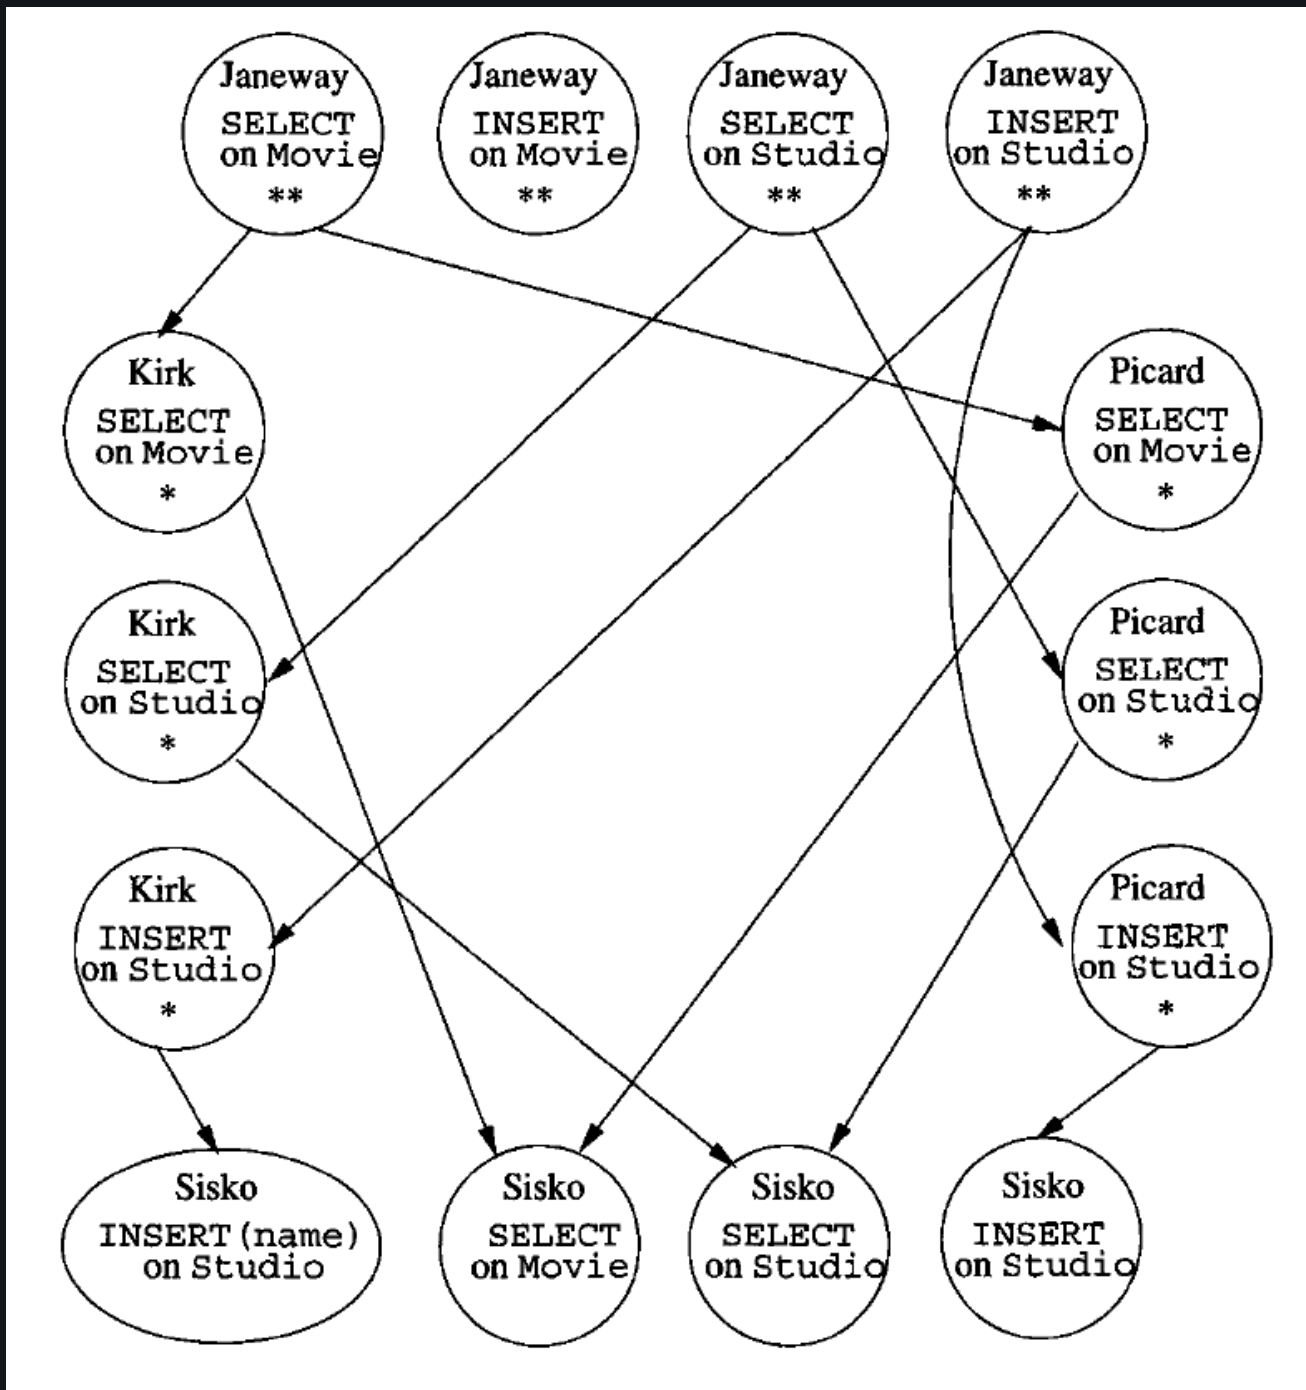 Janeway
SELECT
on Movie
**
Janeway
INSERT
on Movie
**
Janeway
SELECT
on Studio
**
Janeway
INSERT
on Studio
**
Kirk
SELECT
on Movie
*
Picard
SELECT
on Movie
*
Kirk
SELECT
on Studio
*
Picard
SELECT
on Studio
*
Kirk
INSERT
on Studio
*
Picard
INSERT
on Studio
*
Sisko
INSERT(name)
on Studio
Sisko
SELECT
on Movie
Sisko
SELECT
on Studio
Sisko
INSERT
on Studio